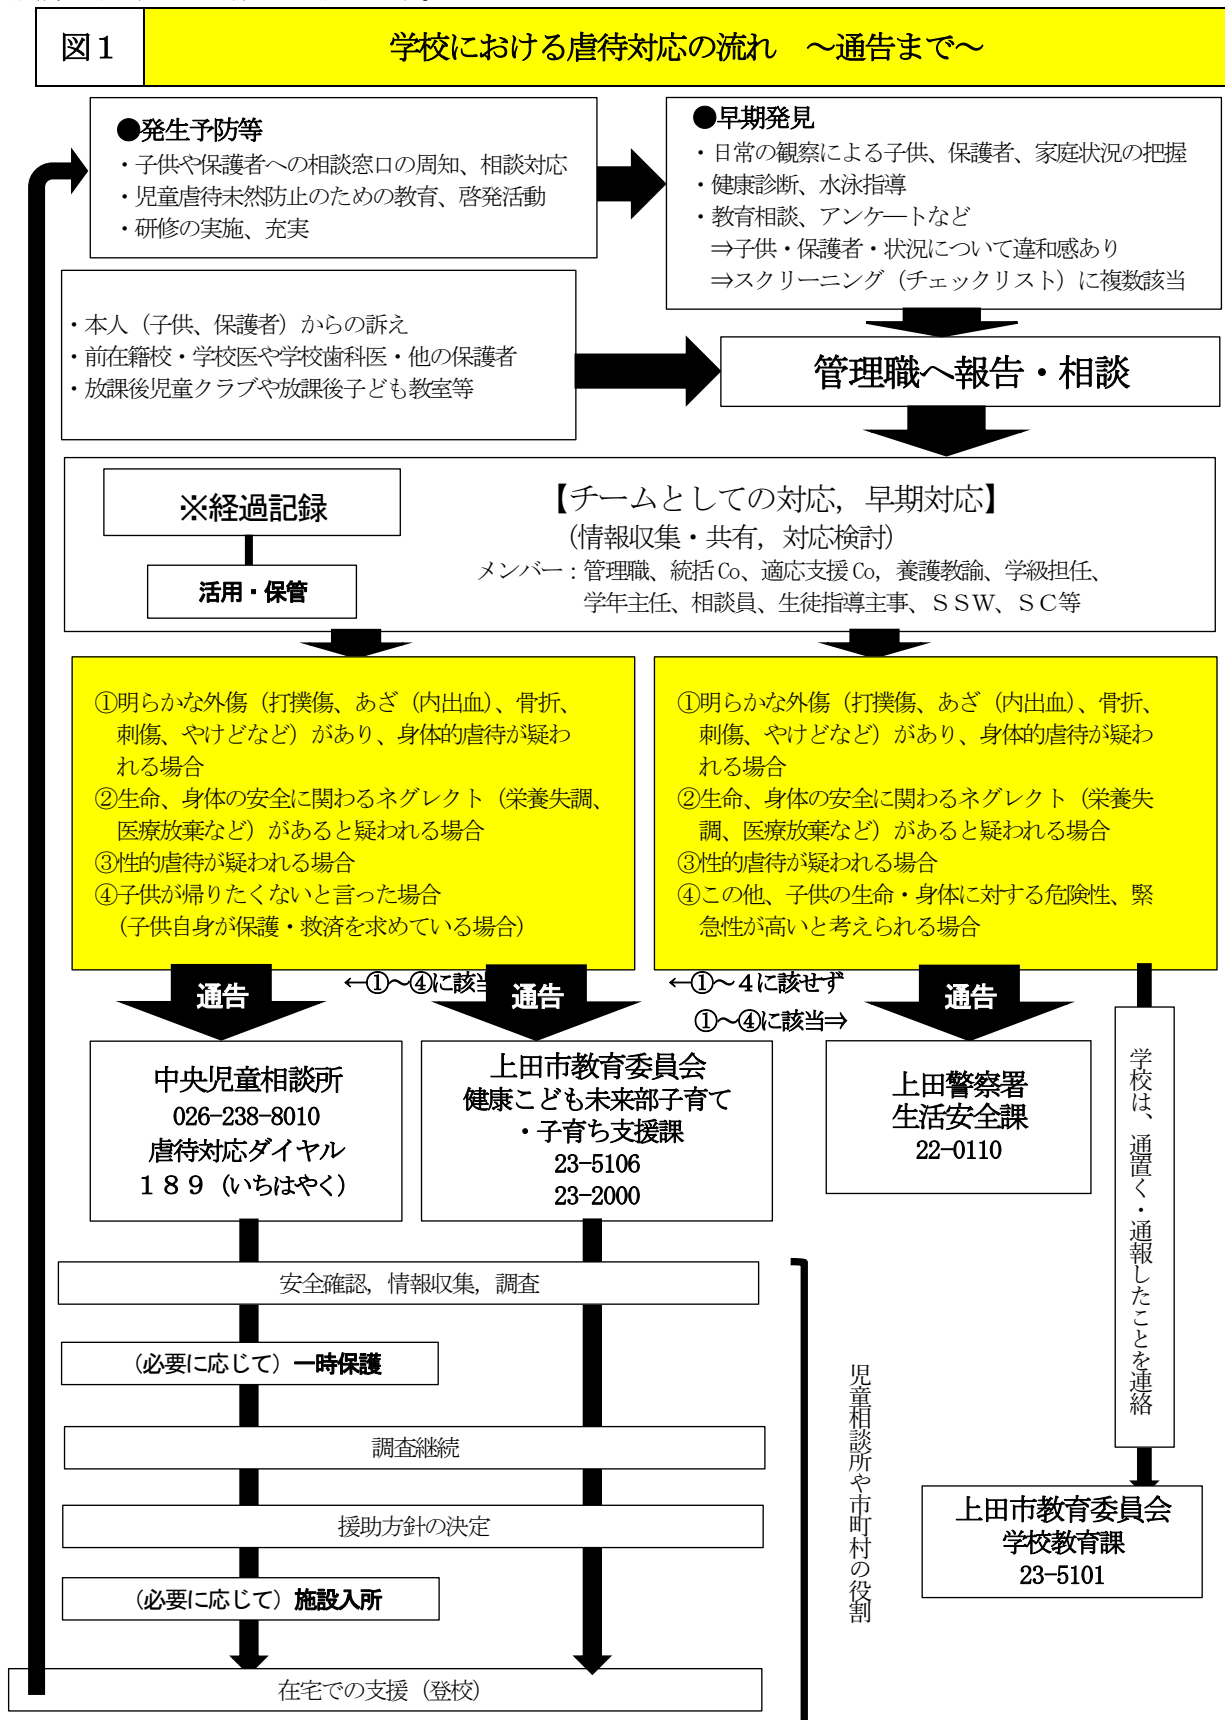 図１
学校における虐待対応の流れ　～通告まで～
●発生予防等
・子供や保護者への相談窓口の周知、相談対応
・児童虐待未然防止のための教育、啓発活動
・研修の実施、充実
●早期発見
・日常の観察による子供、保護者、家庭状況の把握
・健康診断、水泳指導
・教育相談、アンケートなど
⇒子供・保護者・状況について違和感あり
⇒スクリーニング（チェックリスト）に複数該当
・本人（子供、保護者）からの訴え
・前在籍校・学校医や学校歯科医・他の保護者
・放課後児童クラブや放課後子ども教室等
管理職へ報告・相談
※経過記録
活用・保管
【チームとしての対応，早期対応】
（情報収集・共有，対応検討）
メンバー：管理職、統括Co、適応支援Co，養護教諭、学級担任、
学年主任、相談員、生徒指導主事、ＳＳＷ、ＳＣ等
①明らかな外傷（打撲傷、あざ（内出血）、骨折、
刺傷、やけどなど）があり、身体的虐待が疑わ
れる場合
②生命、身体の安全に関わるネグレクト（栄養失調、
医療放棄など）があると疑われる場合
③性的虐待が疑われる場合
④子供が帰りたくないと言った場合
（子供自身が保護・救済を求めている場合）
①明らかな外傷（打撲傷、あざ（内出血）、骨折、
刺傷、やけどなど）があり、身体的虐待が疑わ
れる場合
②生命、身体の安全に関わるネグレクト（栄養失
調、医療放棄など）があると疑われる場合
③性的虐待が疑われる場合
④この他、子供の生命・身体に対する危険性、緊
急性が高いと考えられる場合
通告
←①～④に該当
通告
←①～４に該せず
①～④に該当⇒
通告
中央児童相談所
026-238-8010
虐待対応ダイヤル
１８９（いちはやく）
上田市教育委員会
健康こども未来部子育て
・子育ち支援課
23-5106
23-2000
上田警察署
生活安全課
22-0110
学校は、通置く・通報したことを連絡
安全確認，情報収集，調査
（必要に応じて）一時保護
調査継続
援助方針の決定
（必要に応じて）施設入所
在宅での支援（登校）
児童相談所や市町村の役割
上田市教育委員会
学校教育課
23-5101